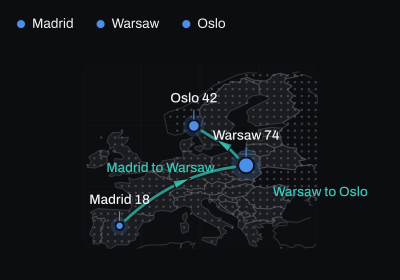 Madrid
Warsaw
Oslo
Oslo 42
Warsaw 74
Madrid to Warsaw
Warsaw to Oslo
Madrid 18